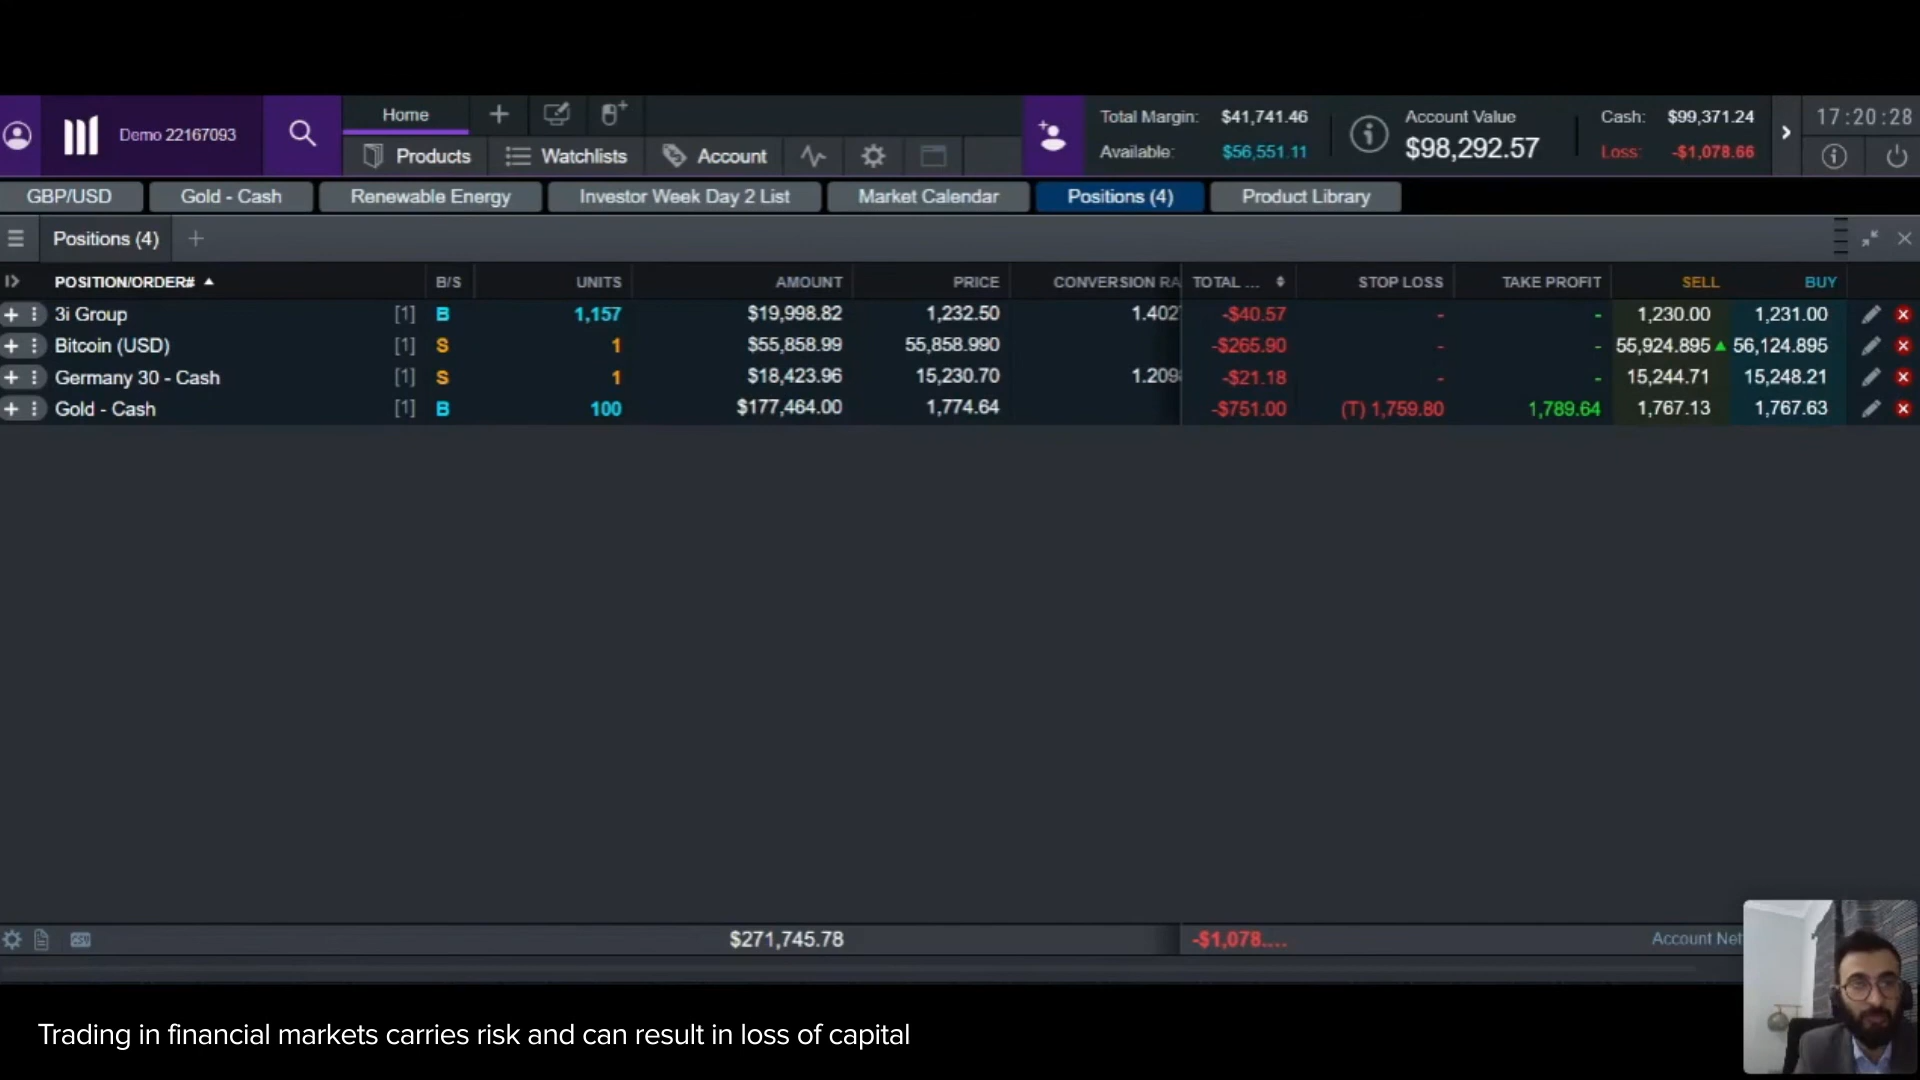 Demo 22167093
Home
Products
Watchlists
Account
Total Margin: $41,741.46
Available: $56,551.11
Account Value
$98,292.57
Cash: $99,371.24
Loss: -$1,078.66
17:20:28
GBP/USD
Gold - Cash
Renewable Energy
Investor Week Day 2 List
Market Calendar
Positions (4)
Product Library
Positions (4)
POSITION/ORDER# B/S UNITS AMOUNT PRICE CONVERSION RA TOTAL ... STOP LOSS TAKE PROFIT SELL BUY
3i Group [1] B 1,157 $19,998.82 1,232.50 1.402 -$40.57 - - 1,230.00 1,231.00
Bitcoin (USD) [1] S 1 $55,858.99 55,858.990 -$265.90 - - 55,924.895 56,124.895
Germany 30 - Cash [1] S 1 $18,423.96 15,230.70 1.209 -$21.18 - - 15,244.71 15,248.21
Gold - Cash [1] B 100 $177,464.00 1,774.64 -$751.00 (T) 1,759.80 1,789.64 1,767.13 1,767.63
CSV $271,745.78 -$1,078.... Account Net
Trading in financial markets carries risk and can result in loss of capital